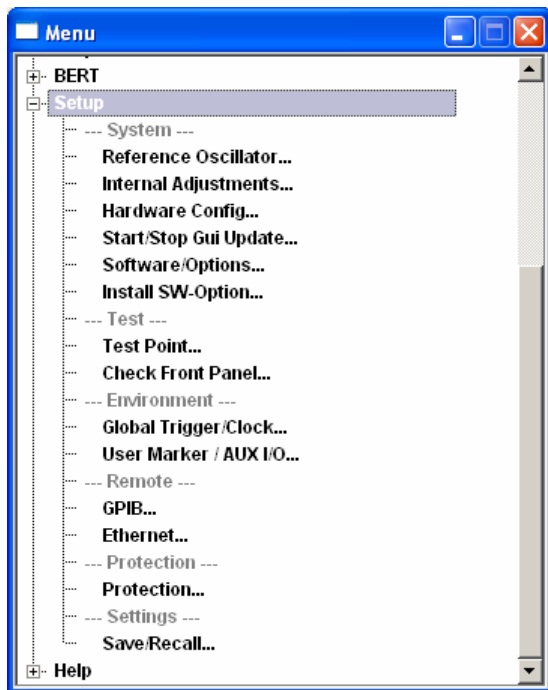 Menu
BERT
Setup
--- System ---
Reference Oscillator...
Internal Adjustments...
Hardware Config...
Start/Stop Gui Update...
Software/Options...
Install SW-Option...
--- Test ---
Test Point...
Check Front Panel...
--- Environment ---
Global Trigger/Clock...
User Marker / AUX I/O...
--- Remote ---
GPIB...
Ethernet...
--- Protection ---
Protection...
--- Settings ---
Save/Recall...
Help